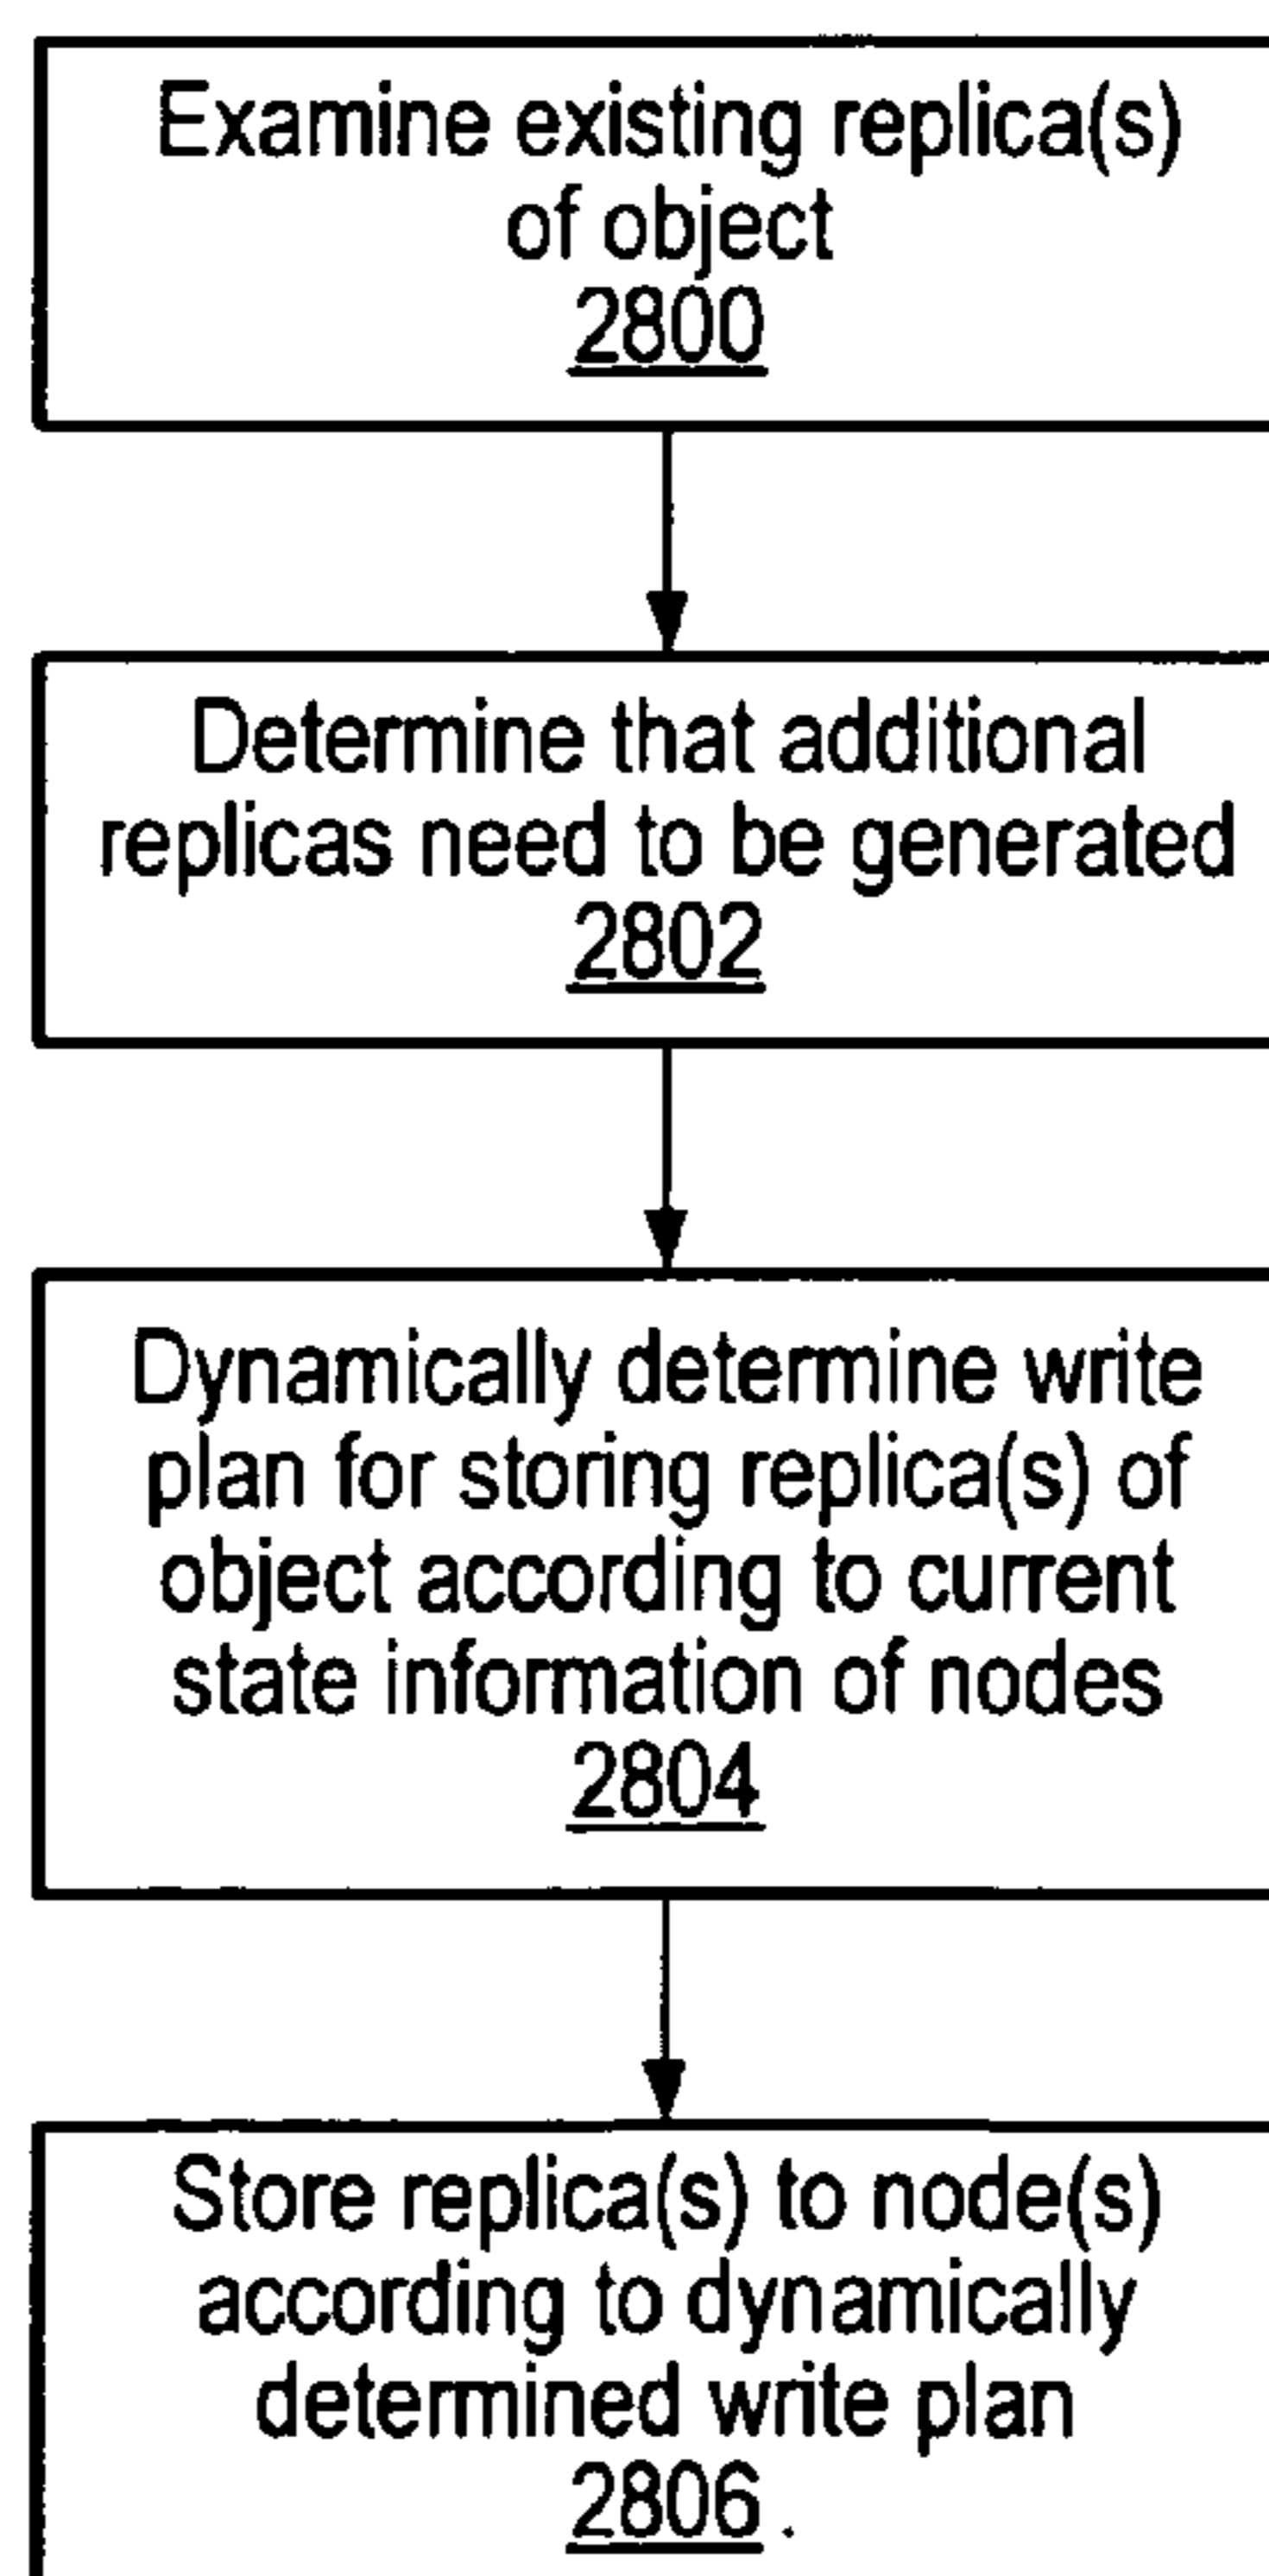 Examine existing replica(s)
of object
2800
Determine that additional
replicas need to be generated
2802
Dynamically determine write
plan for storing replica(s) of
object according to current
state information of nodes
2804
Store replica(s) to node(s)
according to dynamically
determined write plan
2806